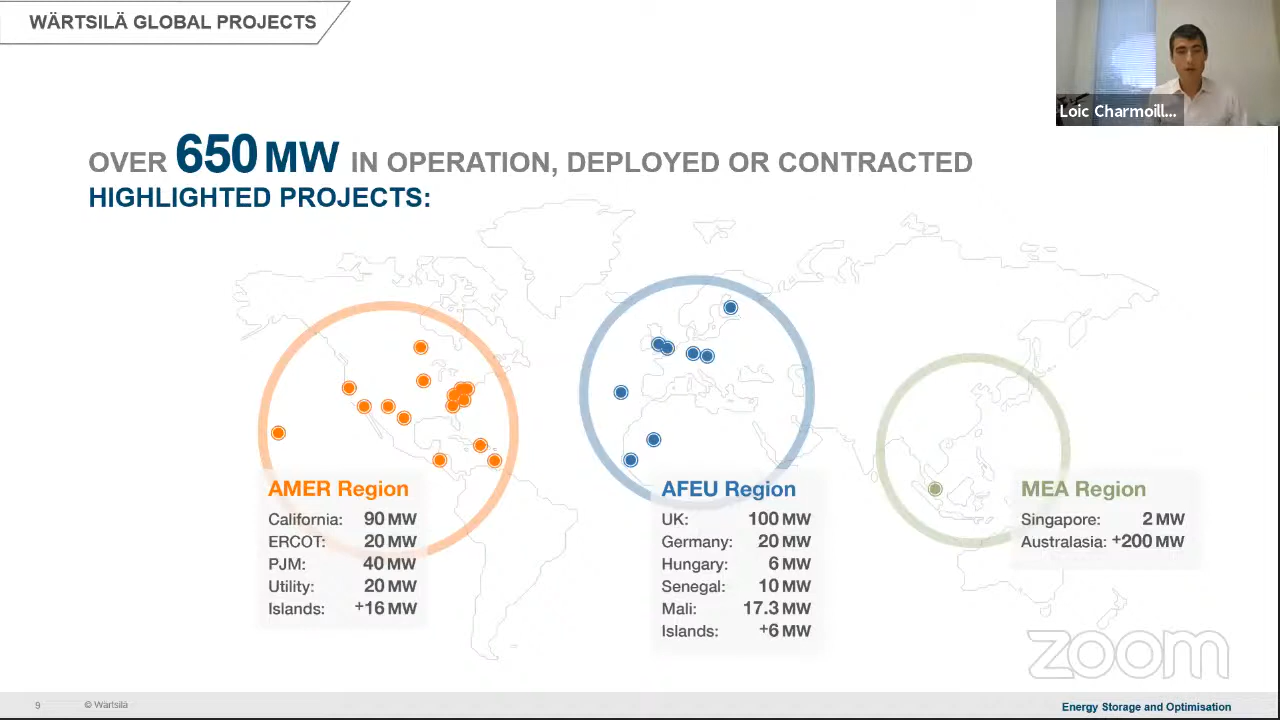 WÄRTSILÄ GLOBAL PROJECTS
Loic Charmoill...
OVER 650 MW IN OPERATION, DEPLOYED OR CONTRACTED
HIGHLIGHTED PROJECTS:
AMER Region
California: 90 MW
ERCOT: 20 MW
PJM: 40 MW
Utility: 20 MW
Islands: +16 MW
AFEU Region
UK: 100 MW
Germany: 20 MW
Hungary: 6 MW
Senegal: 10 MW
Mali: 17.3 MW
Islands: +6 MW
MEA Region
Singapore: 2 MW
Australasia: +200 MW
zoom
9 © Wärtsilä
Energy Storage and Optimisation